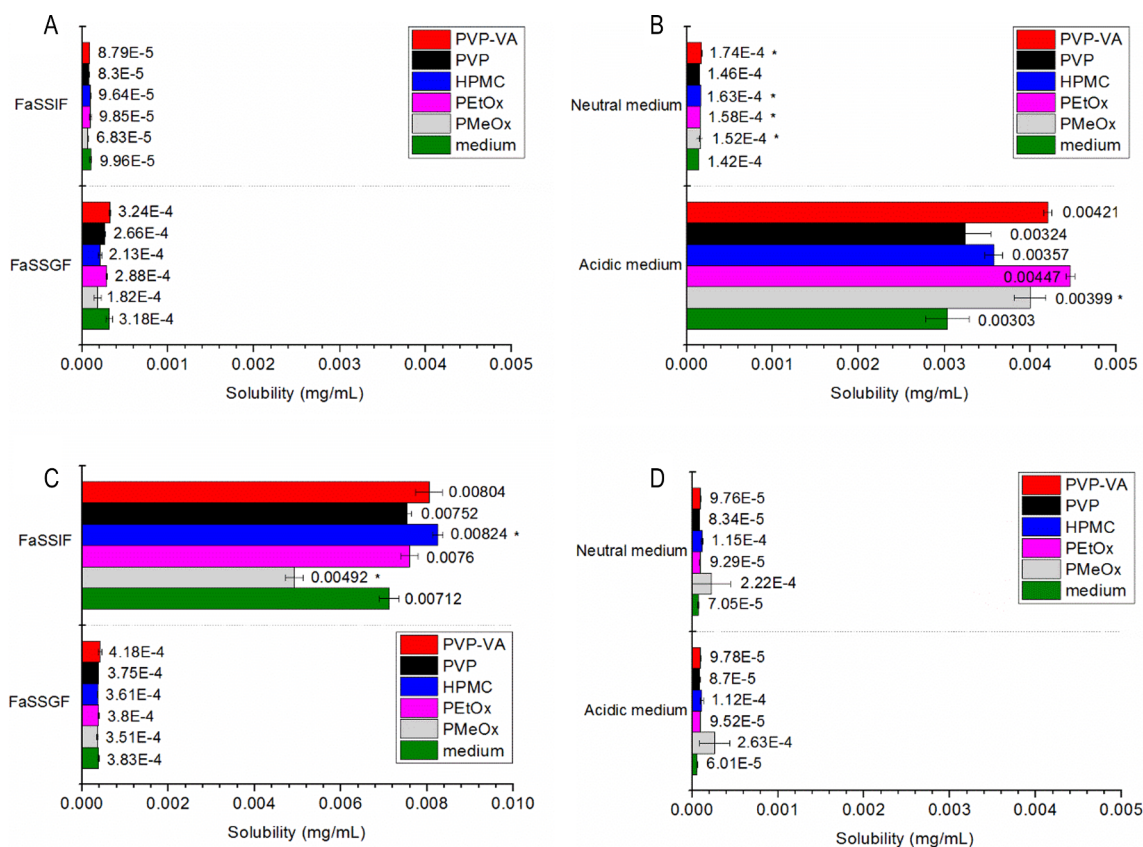 A
PVP-VA
PVP
HPMC
PEtOx
PMeOx
medium
FaSSIF
8.79E-5
8.3E-5
9.64E-5
9.85E-5
6.83E-5
9.96E-5
FaSSGF
3.24E-4
2.66E-4
2.13E-4
2.88E-4
1.82E-4
3.18E-4
0.000 0.001 0.002 0.003 0.004 0.005
Solubility (mg/mL)
B
PVP-VA
PVP
HPMC
PEtOx
PMeOx
medium
Neutral medium
1.74E-4 *
1.46E-4
1.63E-4 *
1.58E-4 *
1.52E-4 *
1.42E-4
Acidic medium
0.00421
0.00324
0.00357
0.00447
0.00399 *
0.00303
0.000 0.001 0.002 0.003 0.004 0.005
Solubility (mg/mL)
C
FaSSIF
0.00804
0.00752
0.00824 *
0.0076
0.00492 *
0.00712
FaSSGF
4.18E-4
3.75E-4
3.61E-4
3.8E-4
3.51E-4
3.83E-4
PVP-VA
PVP
HPMC
PEtOx
PMeOx
medium
0.000 0.002 0.004 0.006 0.008 0.010
Solubility (mg/mL)
D
PVP-VA
PVP
HPMC
PEtOx
PMeOx
medium
Neutral medium
9.76E-5
8.34E-5
1.15E-4
9.29E-5
2.22E-4
7.05E-5
Acidic medium
9.78E-5
8.7E-5
1.12E-4
9.52E-5
2.63E-4
6.01E-5
0.000 0.001 0.002 0.003 0.004 0.005
Solubility (mg/mL)